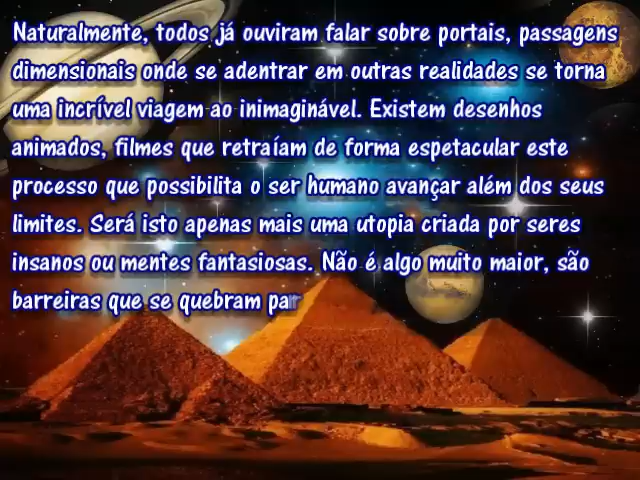 Naturalmente, todos já ouviram falar sobre portais, passagens
dimensionais onde se adentrar em outras realidades se torna
uma incrível viagem ao inimaginável. Existem desenhos
animados, filmes que retraíam de forma espetacular este
processo que possibilita o ser humano avançar além dos seus
limites. Será isto apenas mais uma utopia criada por seres
insanos ou mentes fantasiosas. Não é algo muito maior, são
barreiras que se quebram par